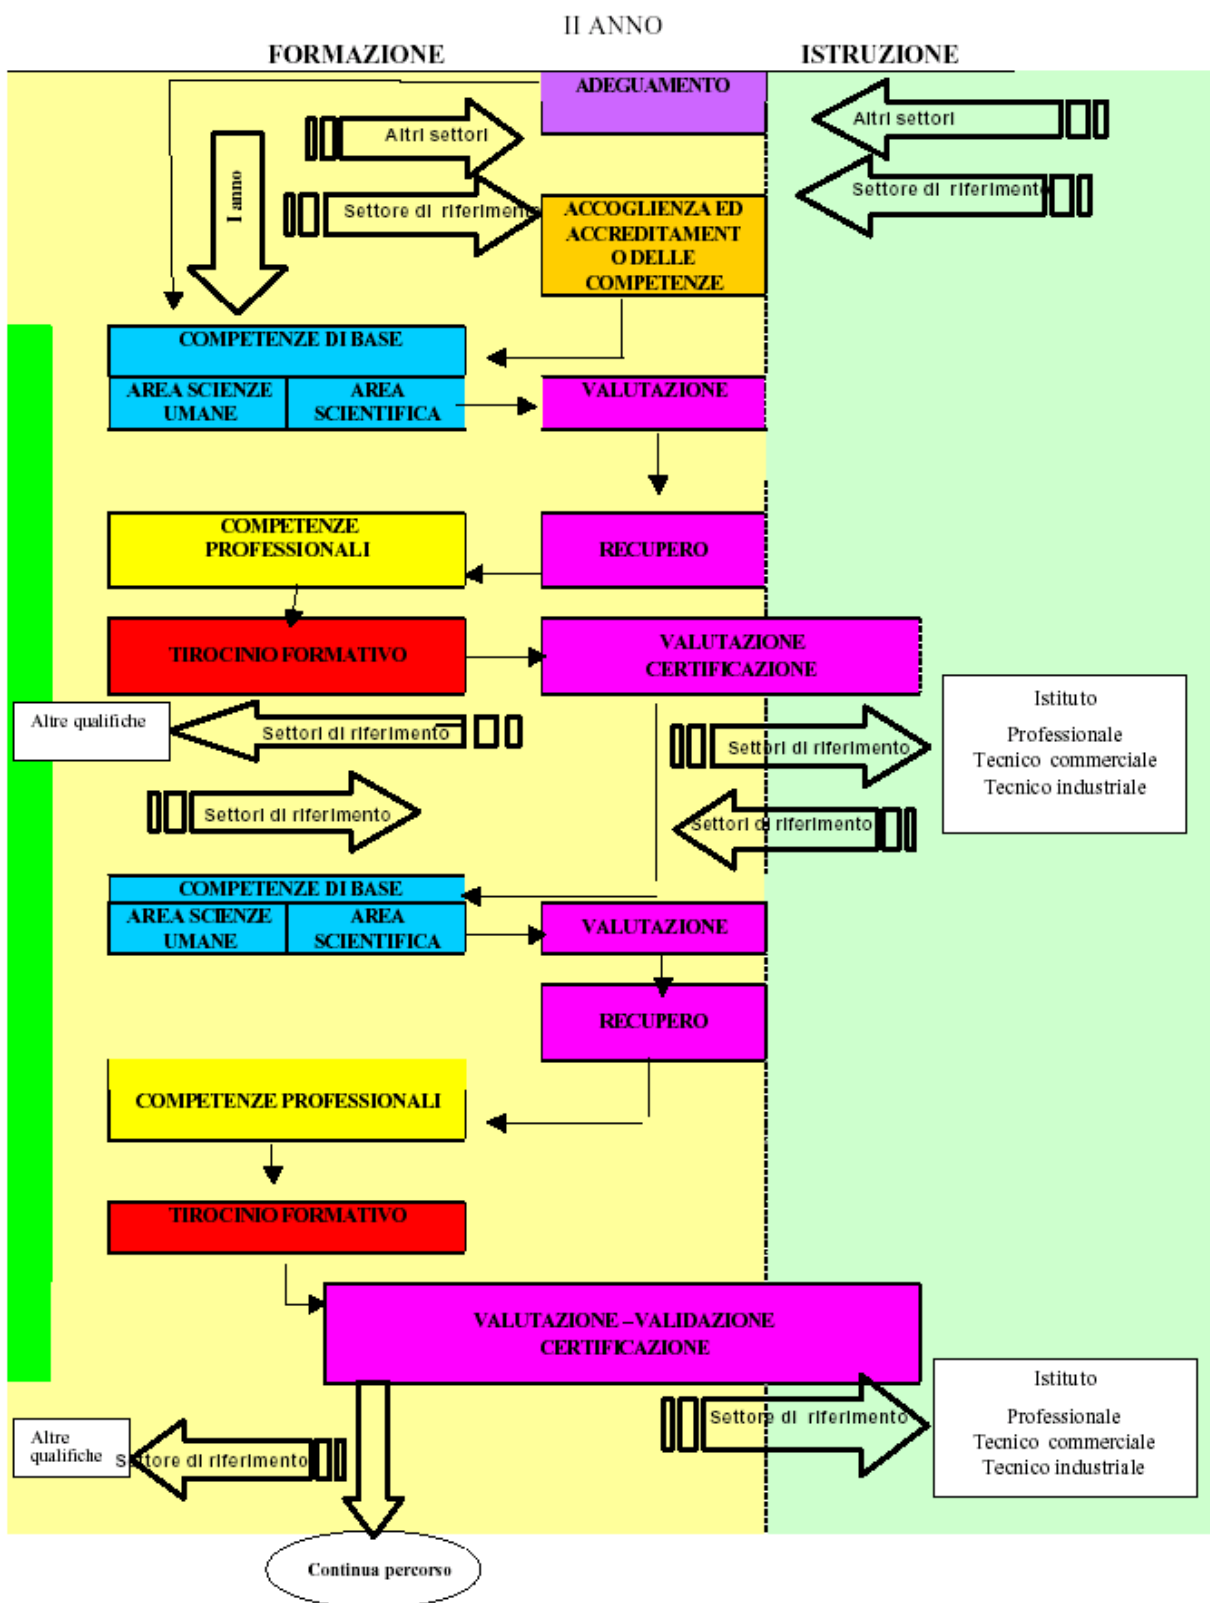 II ANNO
FORMAZIONE
ISTRUZIONE
ADEGUAMENTO
Altri settori
Altri settori
I anno
Settore di riferimento
Settore di riferimento
ACCOGLIENZA ED
ACCREDITAMENT
O DELLE
COMPETENZE
COMPETENZE DI BASE
AREA SCIENZE
UMANE
AREA
SCIENTIFICA
VALUTAZIONE
COMPETENZE
PROFESSIONALI
RECUPERO
TIROCINIO FORMATIVO
VALUTAZIONE
CERTIFICAZIONE
Altre qualifiche
Settori di riferimento
Settori di riferimento
Istituto
Professionale
Tecnico commerciale
Tecnico industriale
Settori di riferimento
Settori di riferimento
COMPETENZE DI BASE
AREA SCIENZE
UMANE
AREA
SCIENTIFICA
VALUTAZIONE
RECUPERO
COMPETENZE PROFESSIONALI
TIROCINIO FORMATIVO
VALUTAZIONE –VALIDAZIONE
CERTIFICAZIONE
Altre
qualifiche
Settore di riferimento
Settore di riferimento
Istituto
Professionale
Tecnico commerciale
Tecnico industriale
Continua percorso